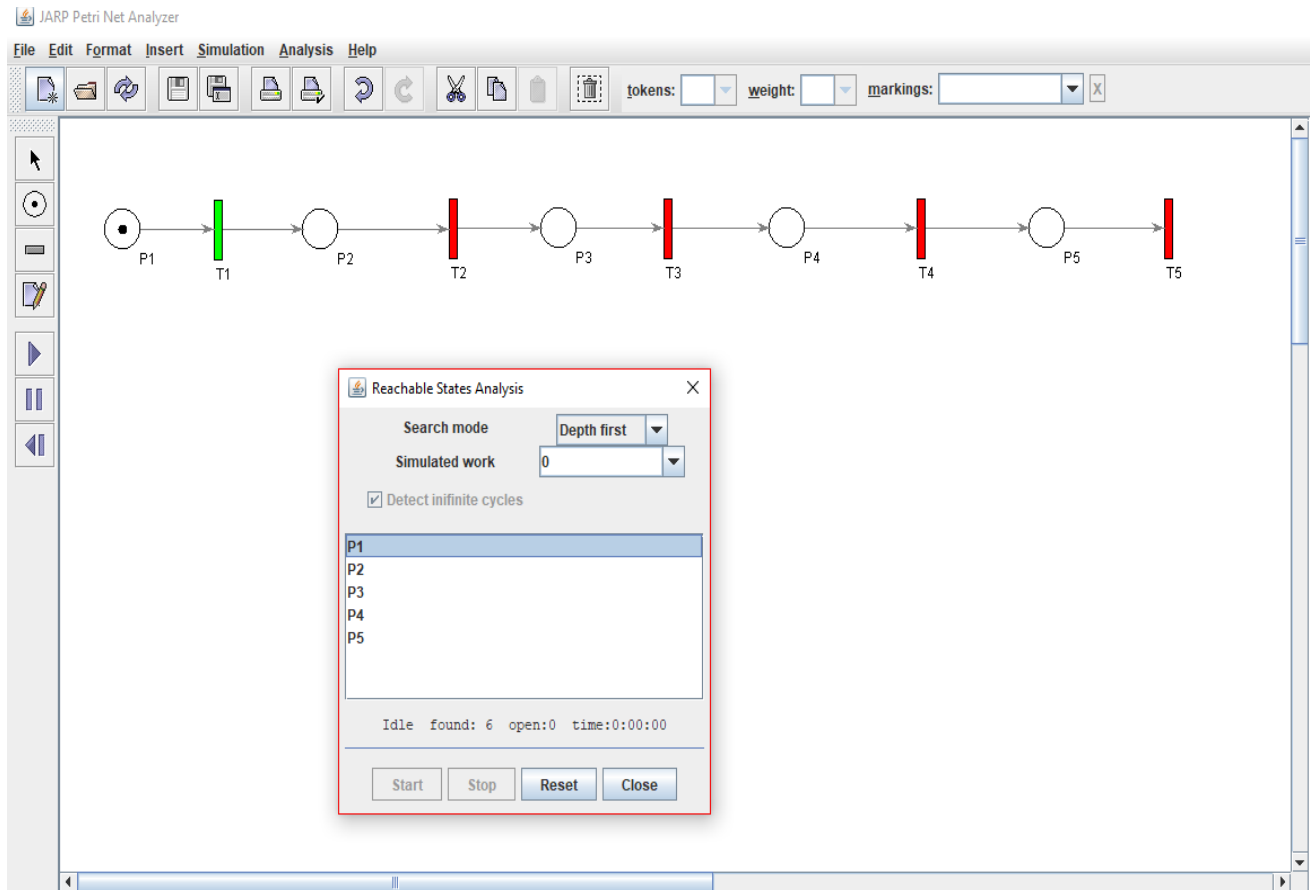 JARP Petri Net Analyzer
File Edit Format Insert Simulation Analysis Help
tokens: weight: markings: X
P1 T1 P2 T2 P3 T3 P4 T4 P5 T5
Reachable States Analysis
Search mode Depth first
Simulated work 0
Detect inifinite cycles
P1
P2
P3
P4
P5
Idle found: 6 open:0 time:0:00:00
Start Stop Reset Close